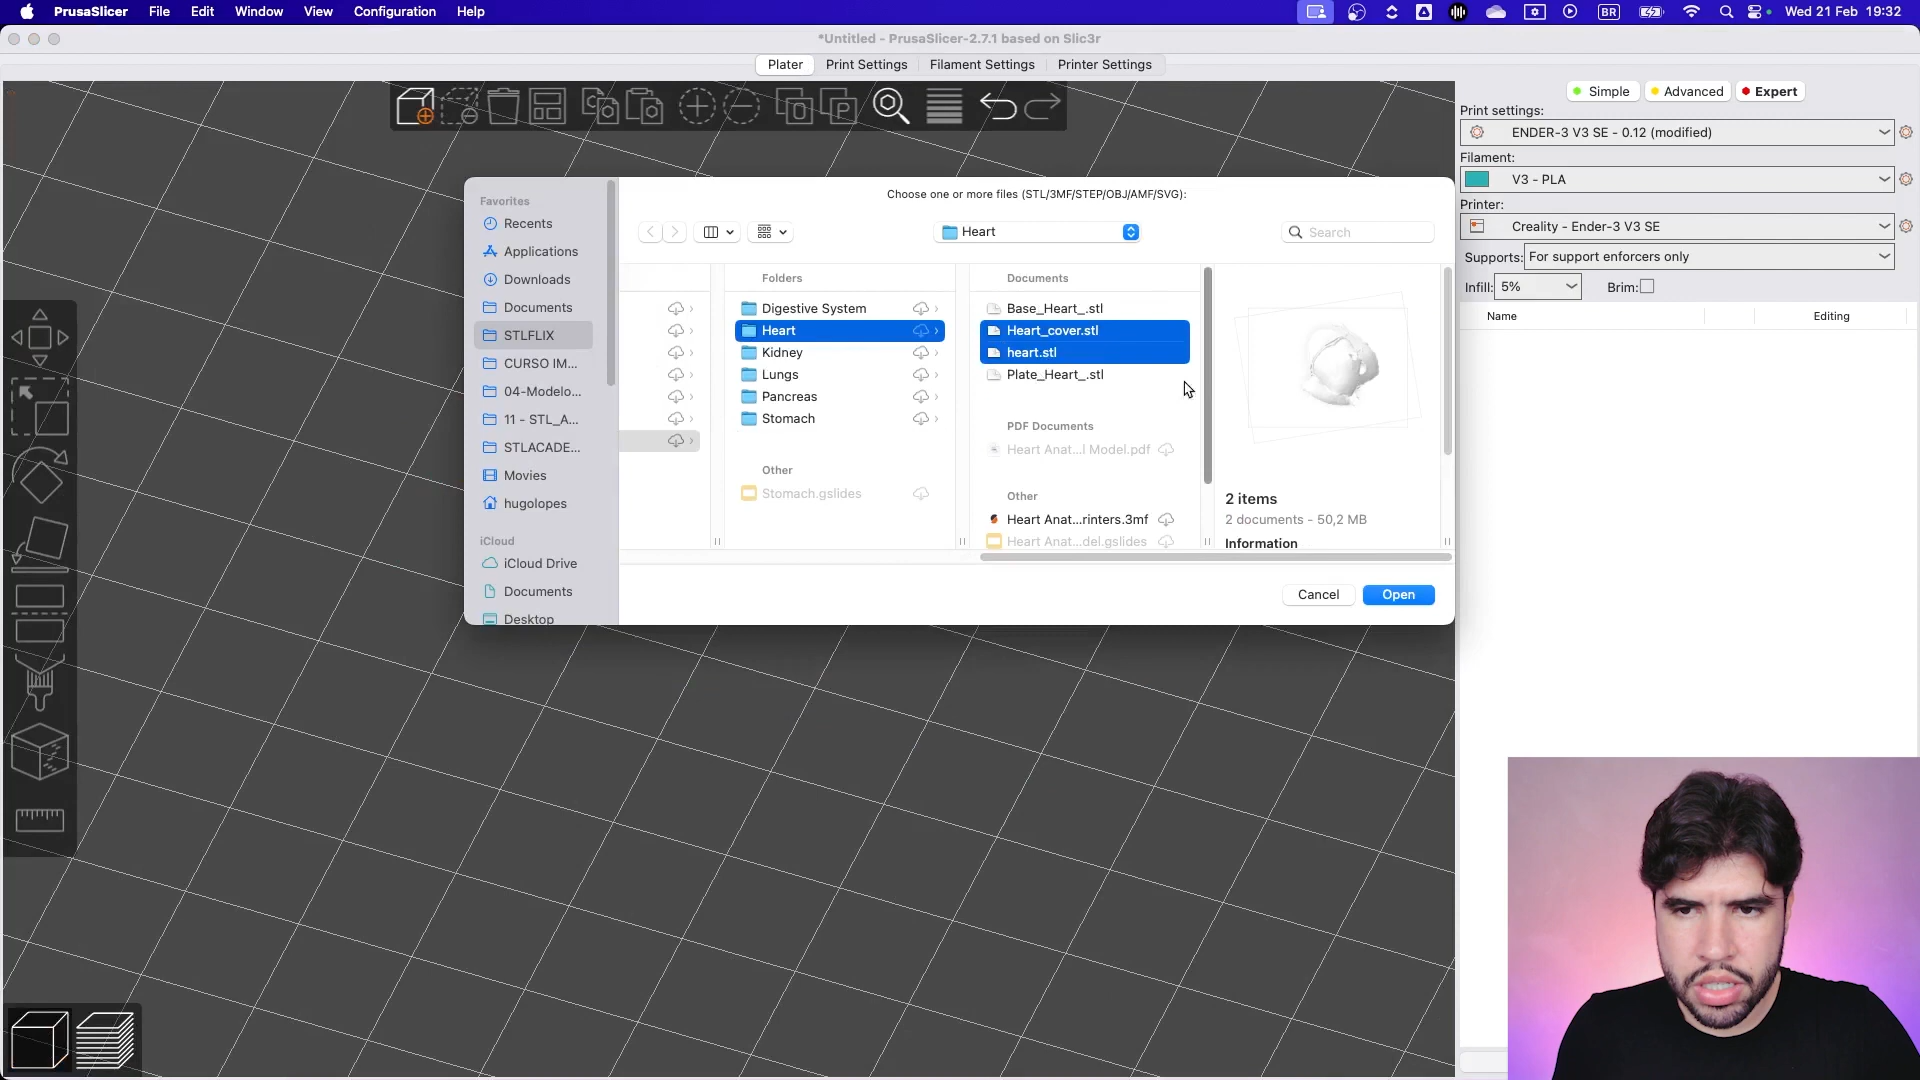 PrusaSlicer File Edit Window View Configuration Help
BR
Wed 21 Feb 19:32
*Untitled - PrusaSlicer-2.7.1 based on Slic3r
Plater Print Settings Filament Settings Printer Settings
Simple Advanced Expert
Print settings:
ENDER-3 V3 SE - 0.12 (modified)
Filament:
V3 - PLA
Printer:
Creality - Ender-3 V3 SE
Supports: For support enforcers only
Infill: 5% Brim:
Name Editing
Choose one or more files (STL/3MF/STEP/OBJ/AMF/SVG):
Heart
Search
Favorites
Recents
Applications
Downloads
Documents
STLFLIX
CURSO IM...
04-Modelo...
11 - STL_A...
STLACADE...
Movies
hugolopes
iCloud
iCloud Drive
Documents
Desktop
Folders
Digestive System
Heart
Kidney
Lungs
Pancreas
Stomach
Other
Stomach.gslides
Documents
Base_Heart_.stl
Heart_cover.stl
heart.stl
Plate_Heart_.stl
PDF Documents
Heart Anat...l Model.pdf
Other
Heart Anat...rinters.3mf
Heart Anat...del.gslides
2 items
2 documents - 50,2 MB
Information
Cancel Open